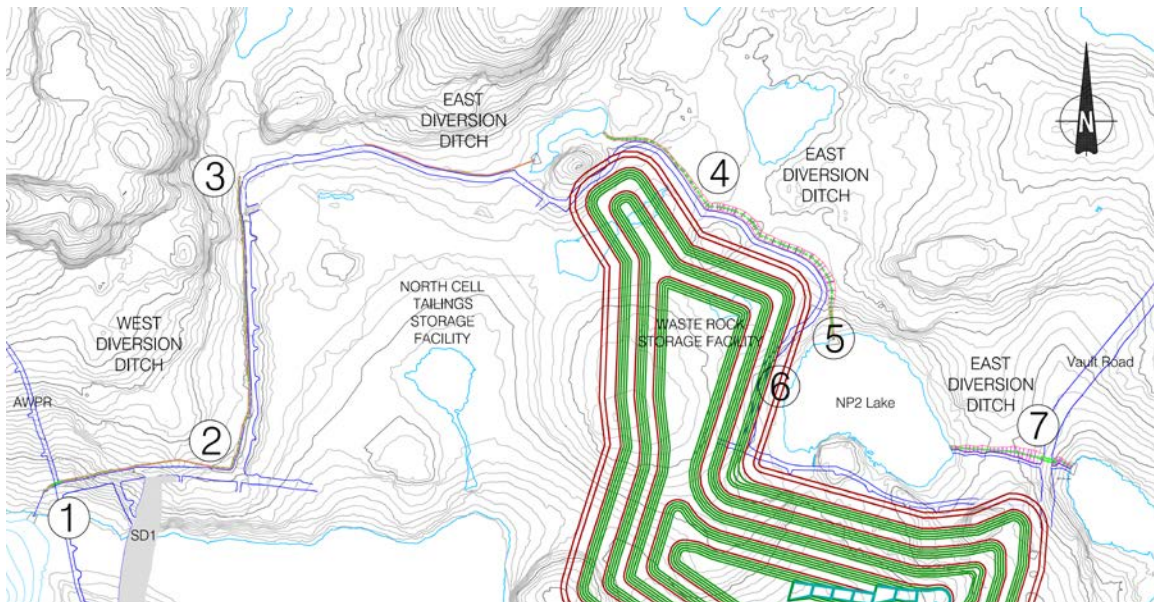 EAST
DIVERSION
DITCH
N
3
4
EAST
DIVERSION
DITCH
NORTH CELL
TAILINGS
STORAGE
FACILITY
WEST
DIVERSION
DITCH
WASTE ROCK
STORAGE FACILITY
5
EAST
DIVERSION
DITCH
Vault Road
6
AWPR
NP2 Lake
2
7
1
SD1